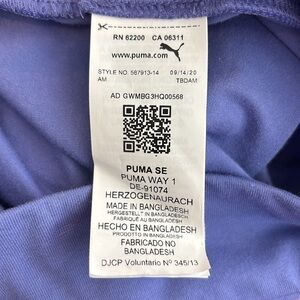 RN 62200 CA 06311
www.puma.com
STYLE NO. 587913-14 09/14/20
AM TBDAM
AD GWMBG3HQ00568
PUMA SE
PUMA WAY 1
DE-91074
HERZOGENAURACH
MADE IN BANGLADESH
HERGESTELLT IN BANGLADESCH
FABRIQUÉ AU BANGLADESH
HECHO EN BANGLADESH
PRODOTTO IN BANGLADESH
FABRICADO NO
BANGLADESH
DJCP Voluntario Nº 345/13